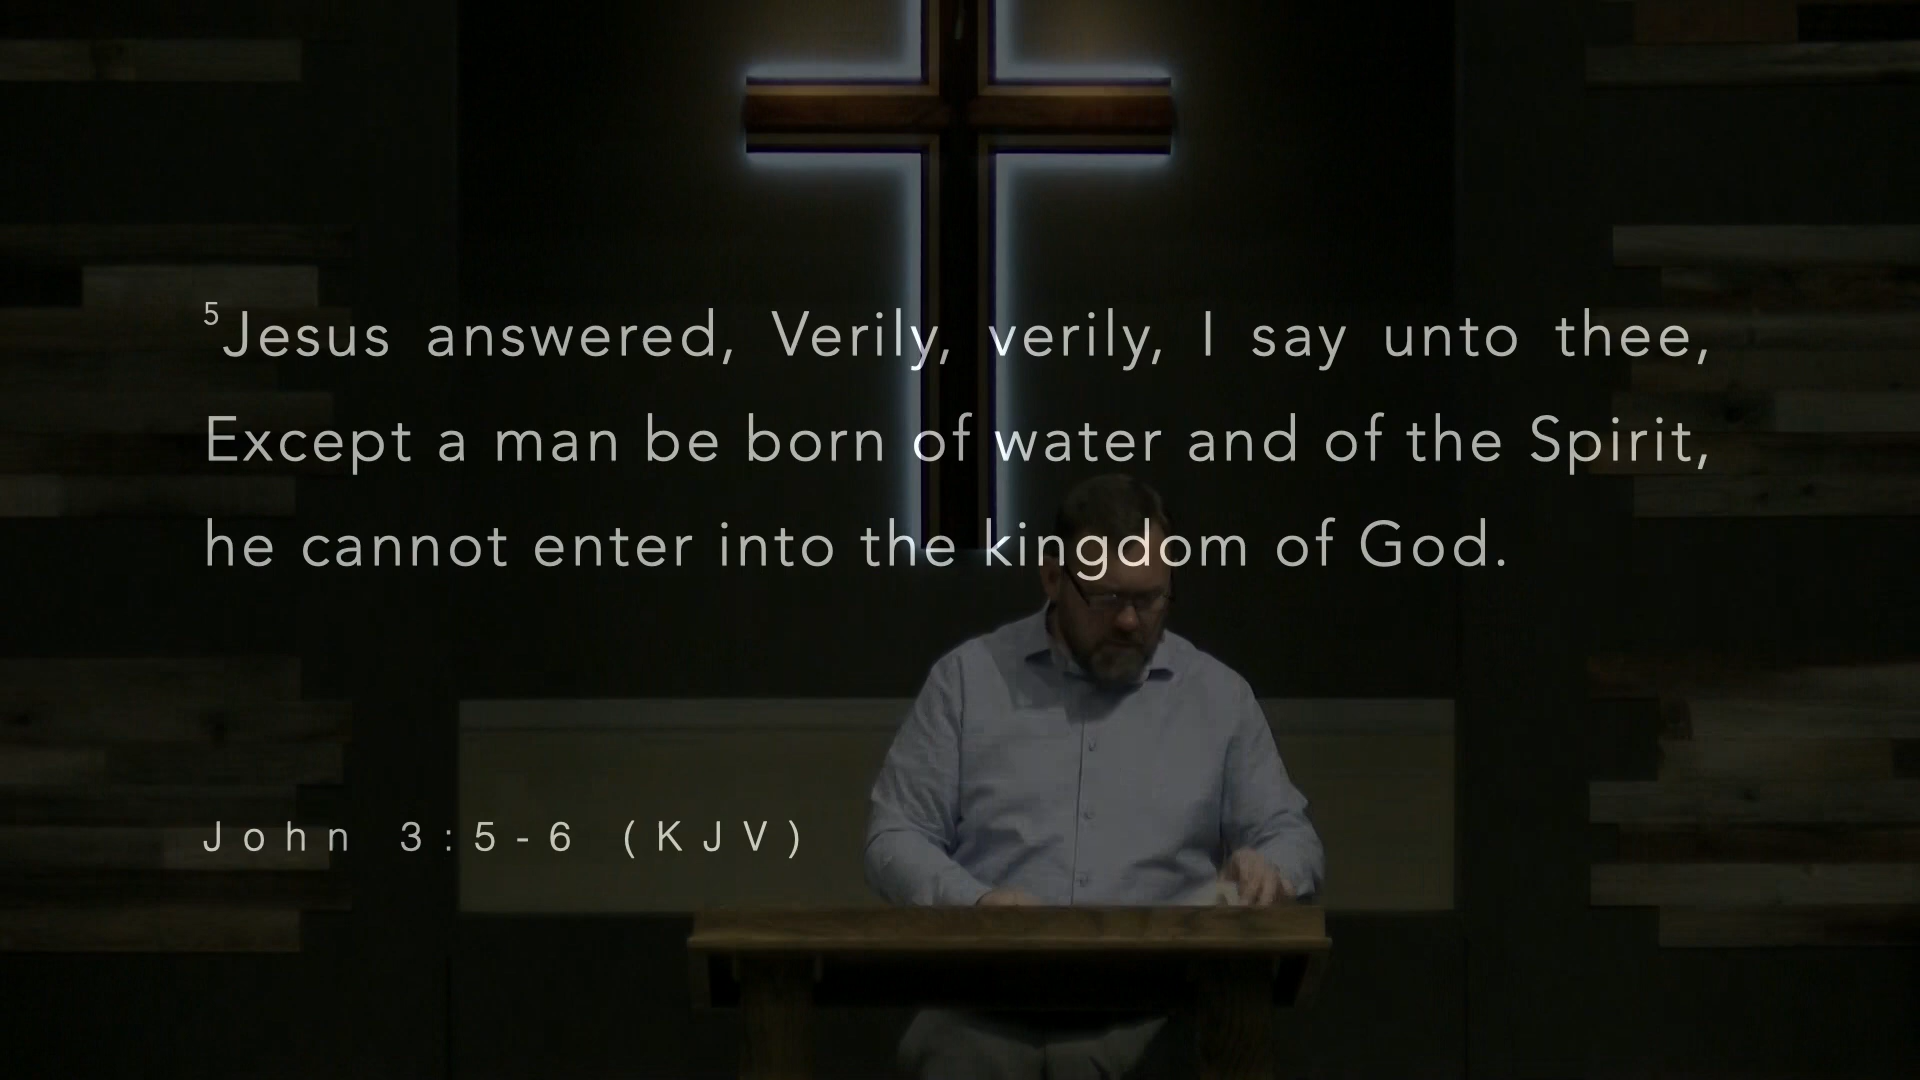 5Jesus answered, Verily, verily, I say unto thee,
Except a man be born of water and of the Spirit,
he cannot enter into the kingdom of God.
John 3:5-6 (KJV)